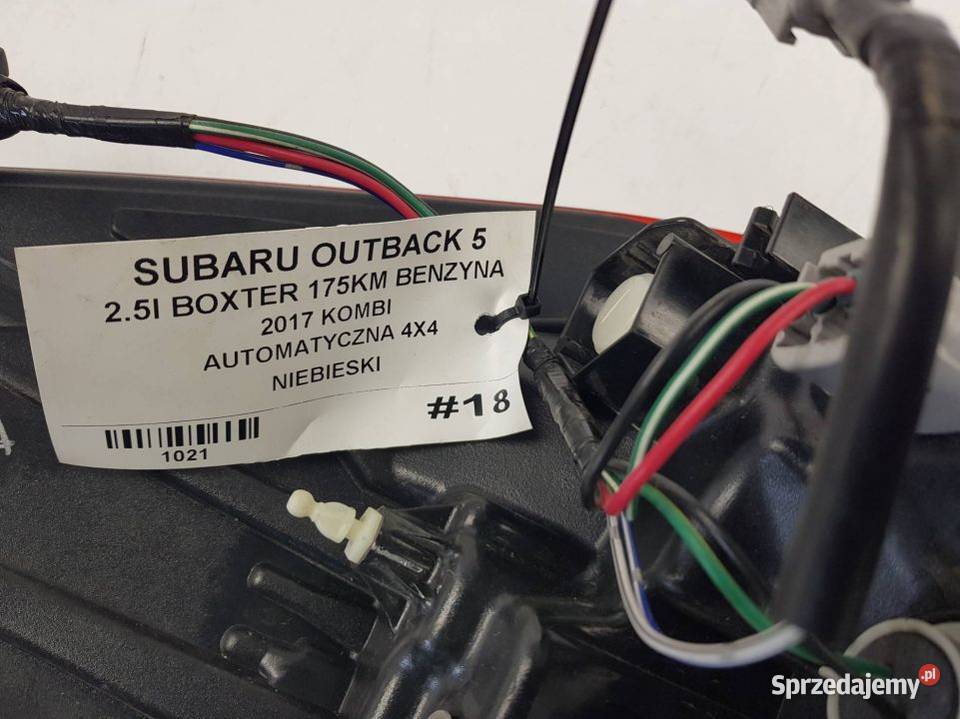 SUBARU OUTBACK 5
2.5I BOXTER 175KM BENZYNA
2017 KOMBI
AUTOMATYCZNA 4X4
NIEBIESKI
#18
1021
Sprzedajemy.pl